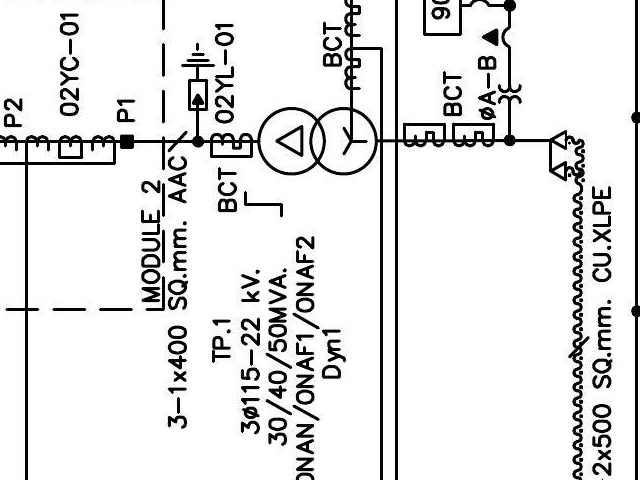 P2
02YC-01
P1
02YL-01
BCT
BCT
BCT
øA-B
MODULE 2
3-1x400 SQ.mm. AAC
TP.1
3ø115-22 kV.
30/40/50MVA.
ONAN/ONAF1/ONAF2
Dyn1
2x500 SQ.mm. CU.XLPE